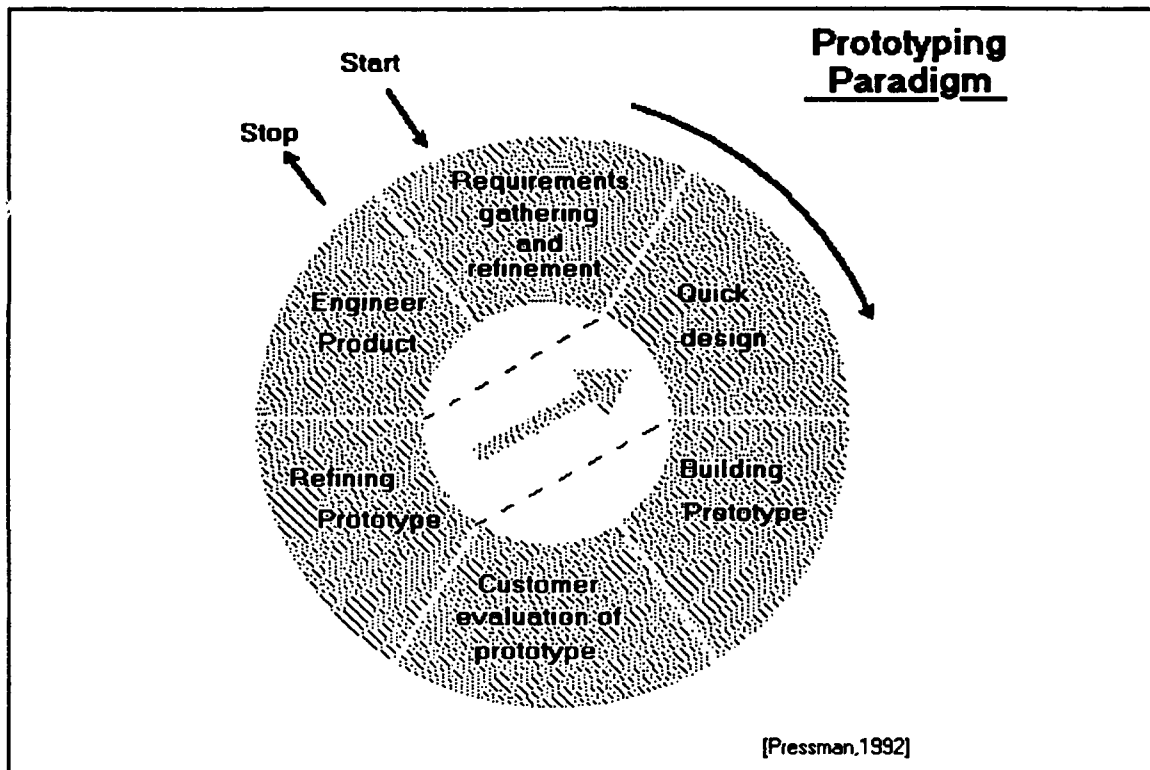 Prototyping
Paradigm
Start
Stop
Requirements
gathering
and
refinement
Quick
design
Building
Prototype
Customer
evaluation of
prototype
Refining
Prototype
Engineer
Product
[Pressman,1992]